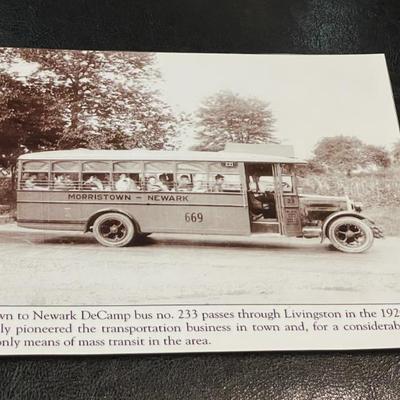 MORRISTOWN – NEWARK
669
wn to Newark DeCamp bus no. 233 passes through Livingston in the 192
ly pioneered the transportation business in town and, for a considerab
only means of mass transit in the area.